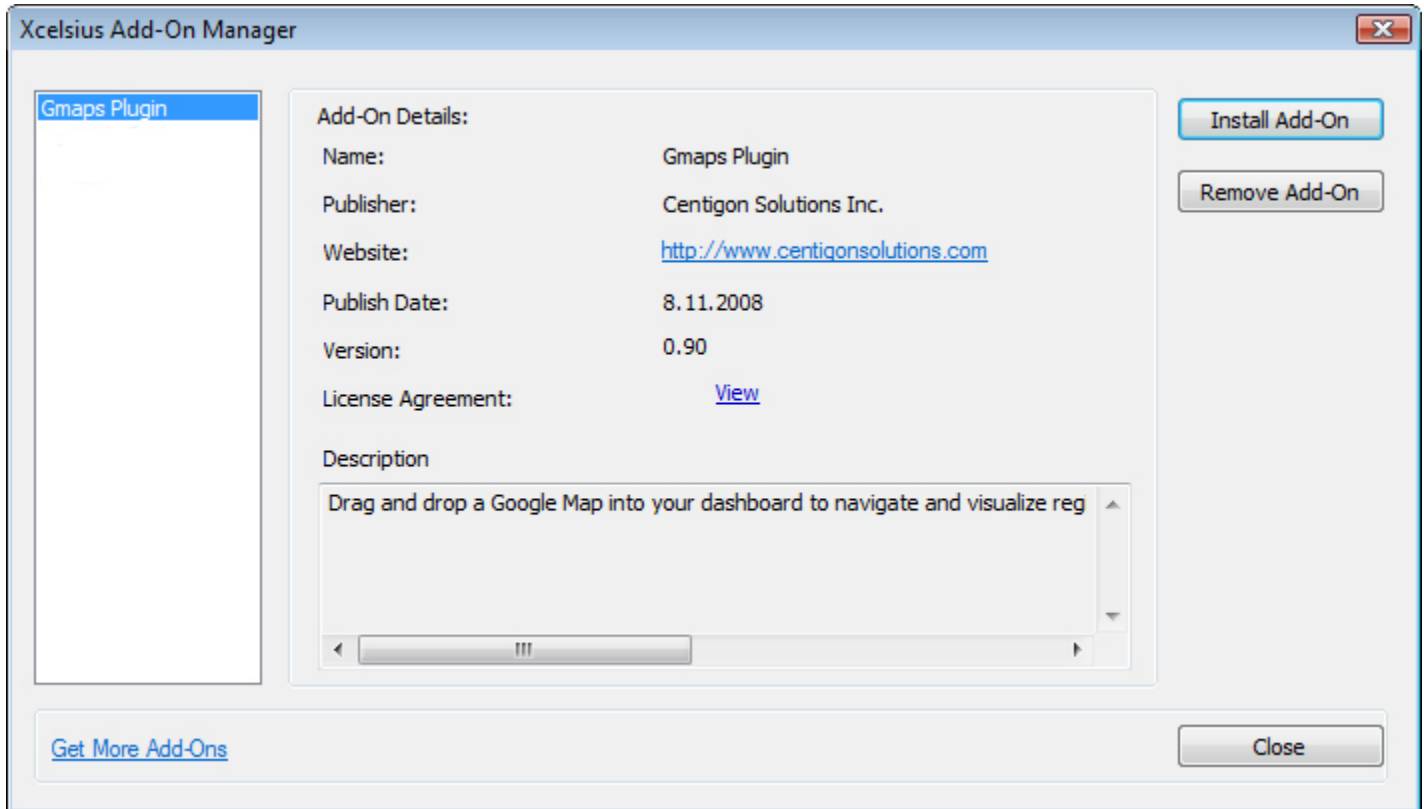 Xcelsius Add-On Manager
Gmaps Plugin
Add-On Details:
Name: Gmaps Plugin
Publisher: Centigon Solutions Inc.
Website: http://www.centigonsolutions.com
Publish Date: 8.11.2008
Version: 0.90
License Agreement: View
Description
Drag and drop a Google Map into your dashboard to navigate and visualize reg
Install Add-On
Remove Add-On
Get More Add-Ons
Close